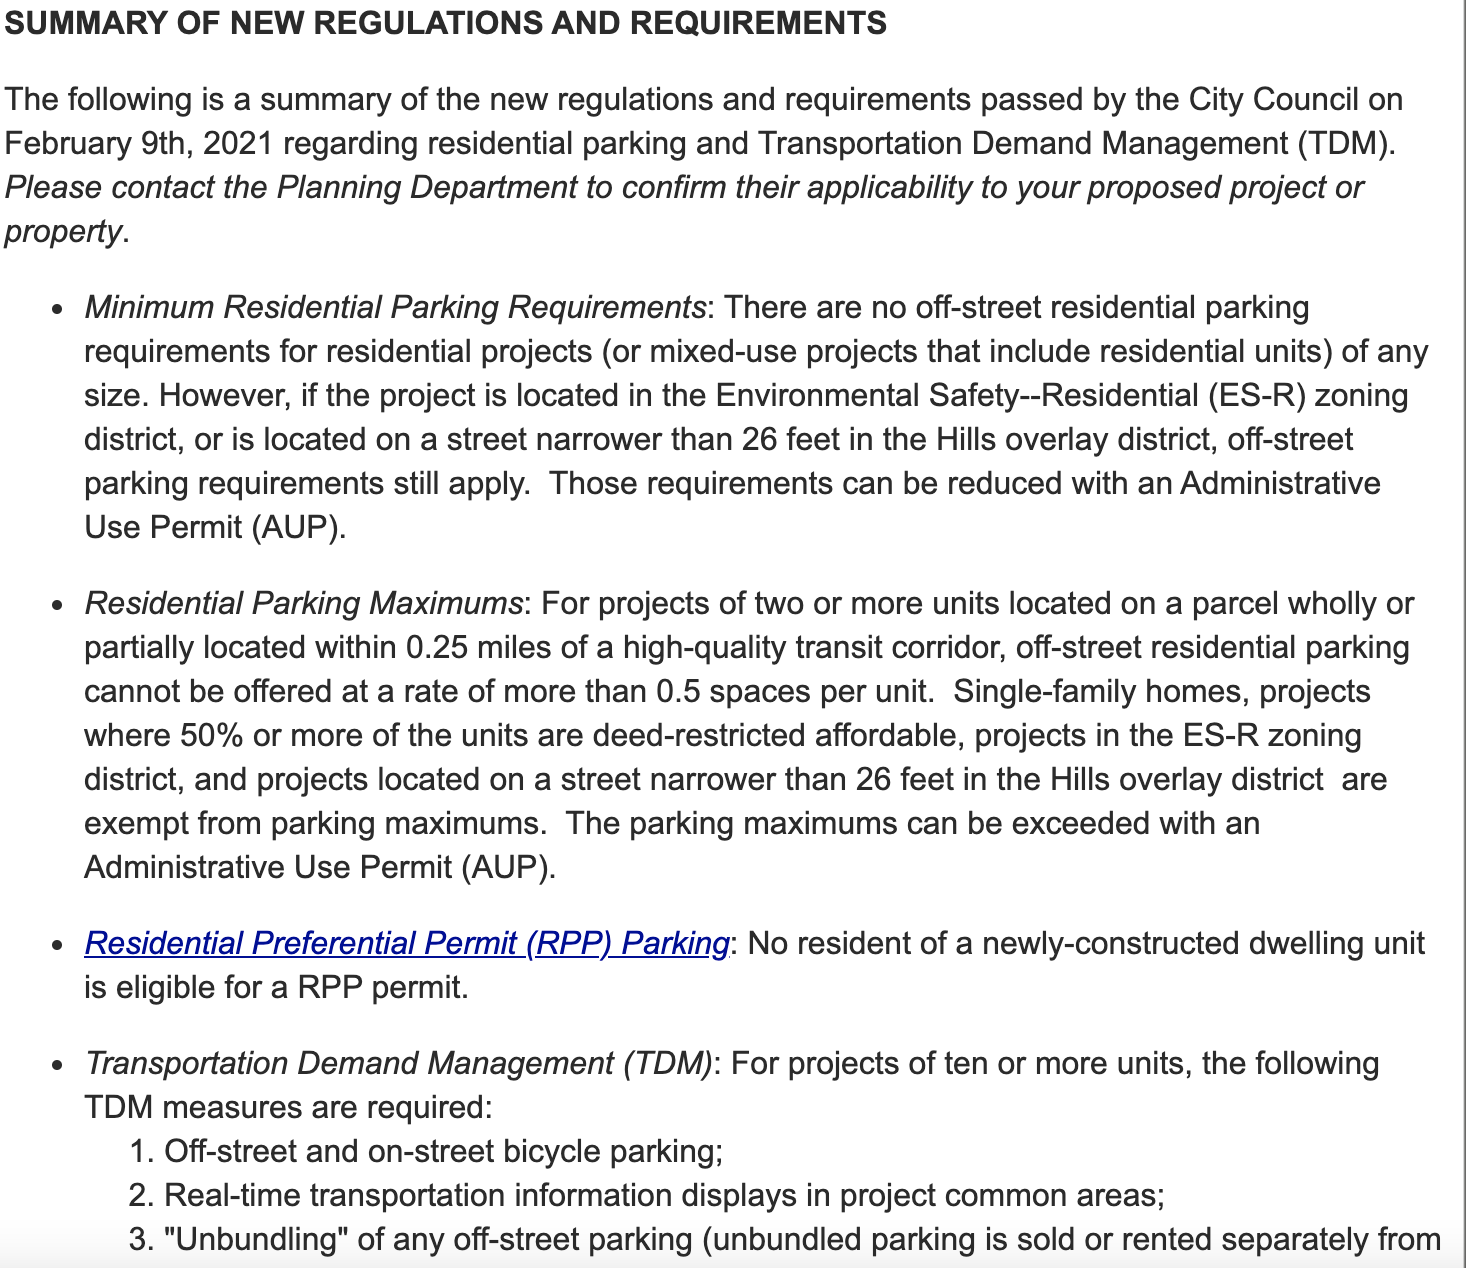 SUMMARY OF NEW REGULATIONS AND REQUIREMENTS
The following is a summary of the new regulations and requirements passed by the City Council on
February 9th, 2021 regarding residential parking and Transportation Demand Management (TDM).
Please contact the Planning Department to confirm their applicability to your proposed project or
property.
• Minimum Residential Parking Requirements: There are no off-street residential parking
requirements for residential projects (or mixed-use projects that include residential units) of any
size. However, if the project is located in the Environmental Safety--Residential (ES-R) zoning
district, or is located on a street narrower than 26 feet in the Hills overlay district, off-street
parking requirements still apply.  Those requirements can be reduced with an Administrative
Use Permit (AUP).
• Residential Parking Maximums: For projects of two or more units located on a parcel wholly or
partially located within 0.25 miles of a high-quality transit corridor, off-street residential parking
cannot be offered at a rate of more than 0.5 spaces per unit.  Single-family homes, projects
where 50% or more of the units are deed-restricted affordable, projects in the ES-R zoning
district, and projects located on a street narrower than 26 feet in the Hills overlay district  are
exempt from parking maximums.  The parking maximums can be exceeded with an
Administrative Use Permit (AUP).
• Residential Preferential Permit (RPP) Parking: No resident of a newly-constructed dwelling unit
is eligible for a RPP permit.
• Transportation Demand Management (TDM): For projects of ten or more units, the following
TDM measures are required:
1. Off-street and on-street bicycle parking;
2. Real-time transportation information displays in project common areas;
3. "Unbundling" of any off-street parking (unbundled parking is sold or rented separately from